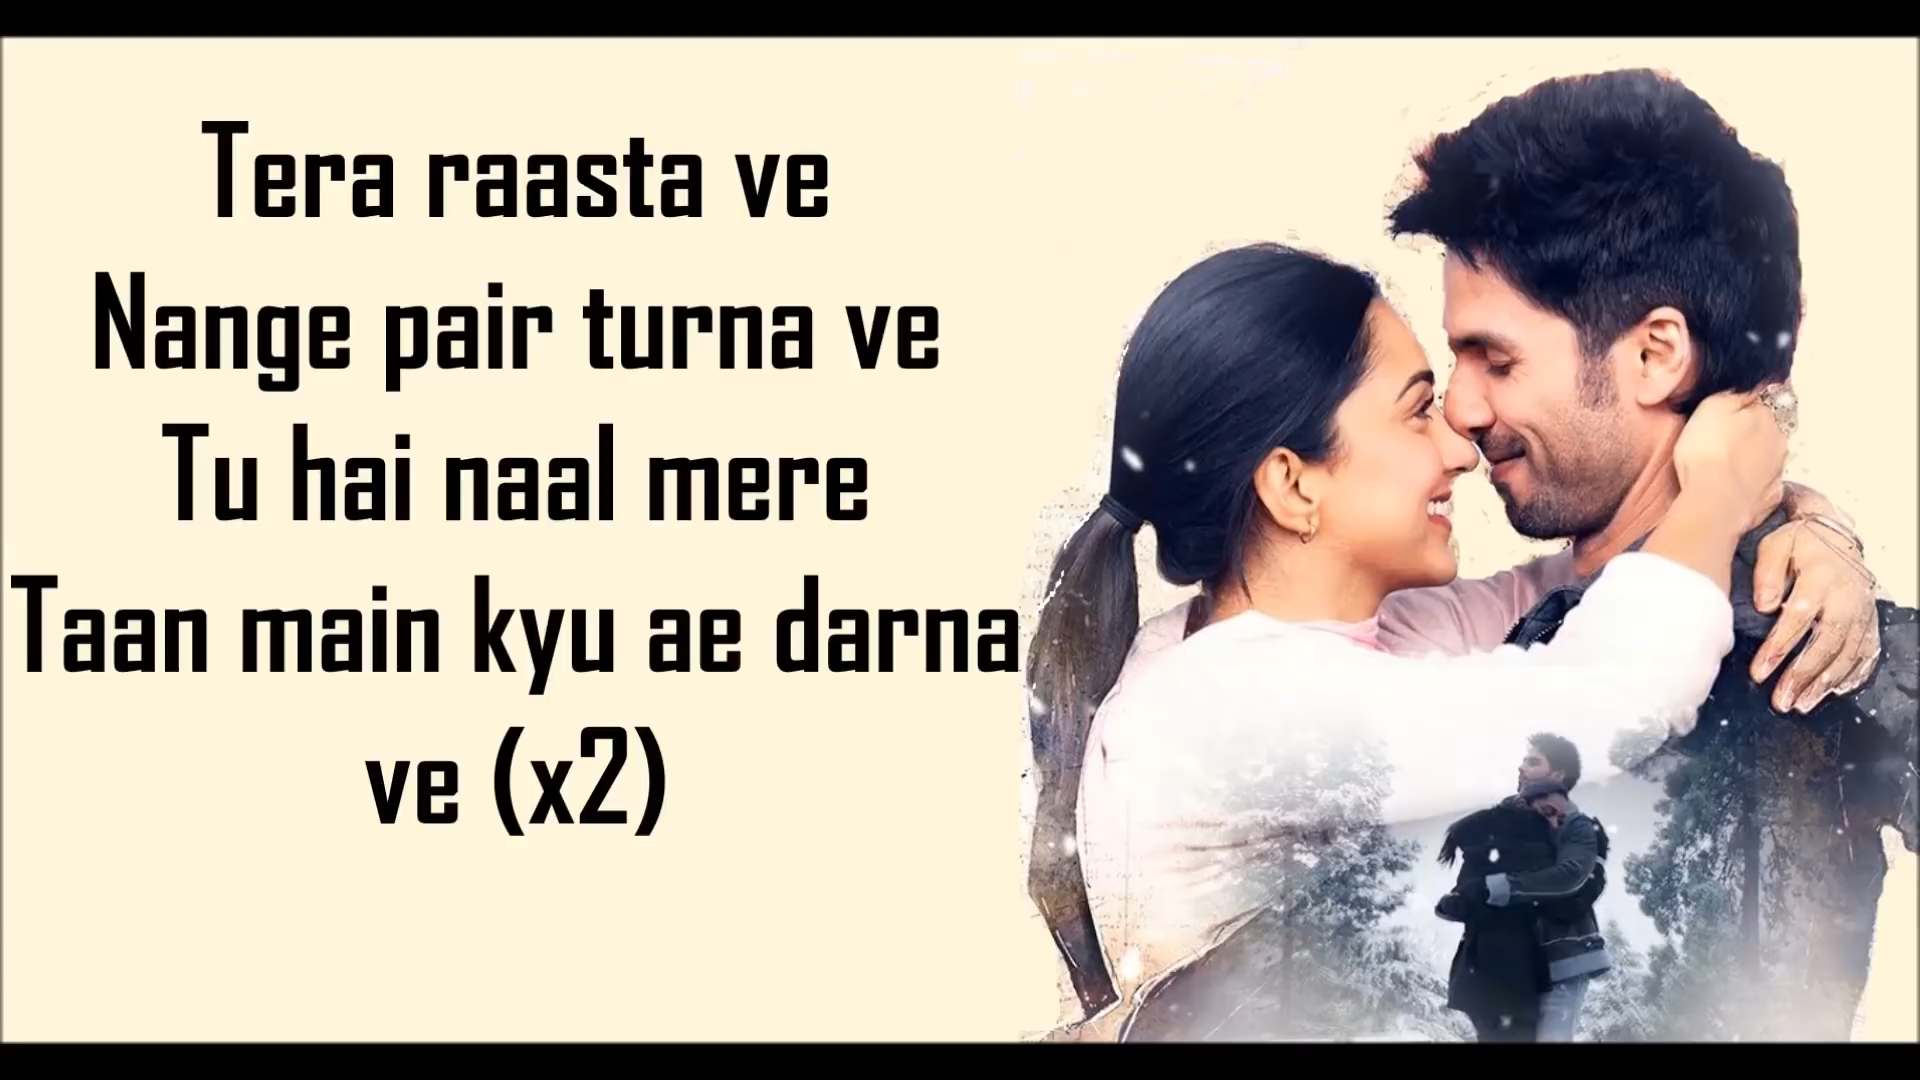 Tera raasta ve
Nange pair turna ve
Tu hai naal mere
Taan main kyu ae darna
ve (x2)